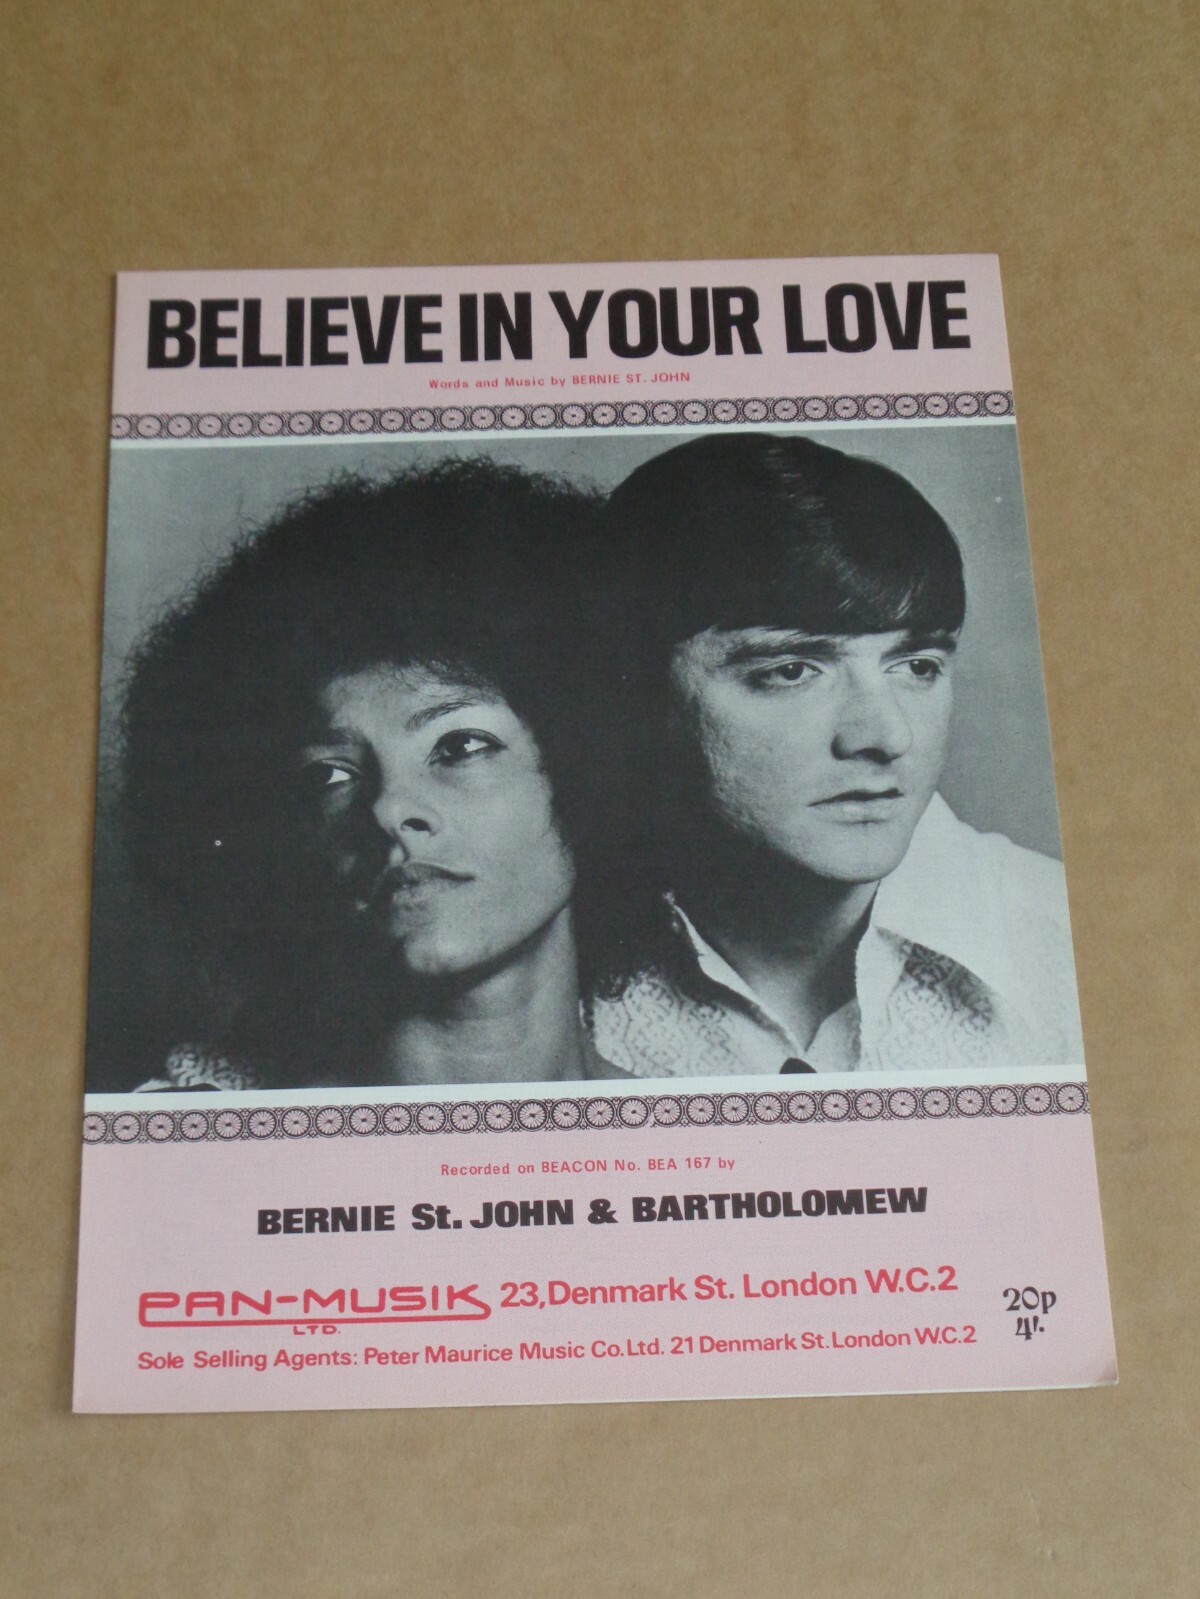 BELIEVE IN YOUR LOVE
Words and Music by BERNIE ST. JOHN
Recorded on BEACON No. BEA 167 by
BERNIE St. JOHN & BARTHOLOMEW
PAN-MUSIK LTD. 23, Denmark St. London W.C.2
Sole Selling Agents: Peter Maurice Music Co. Ltd. 21 Denmark St. London W.C.2
20p
4/-